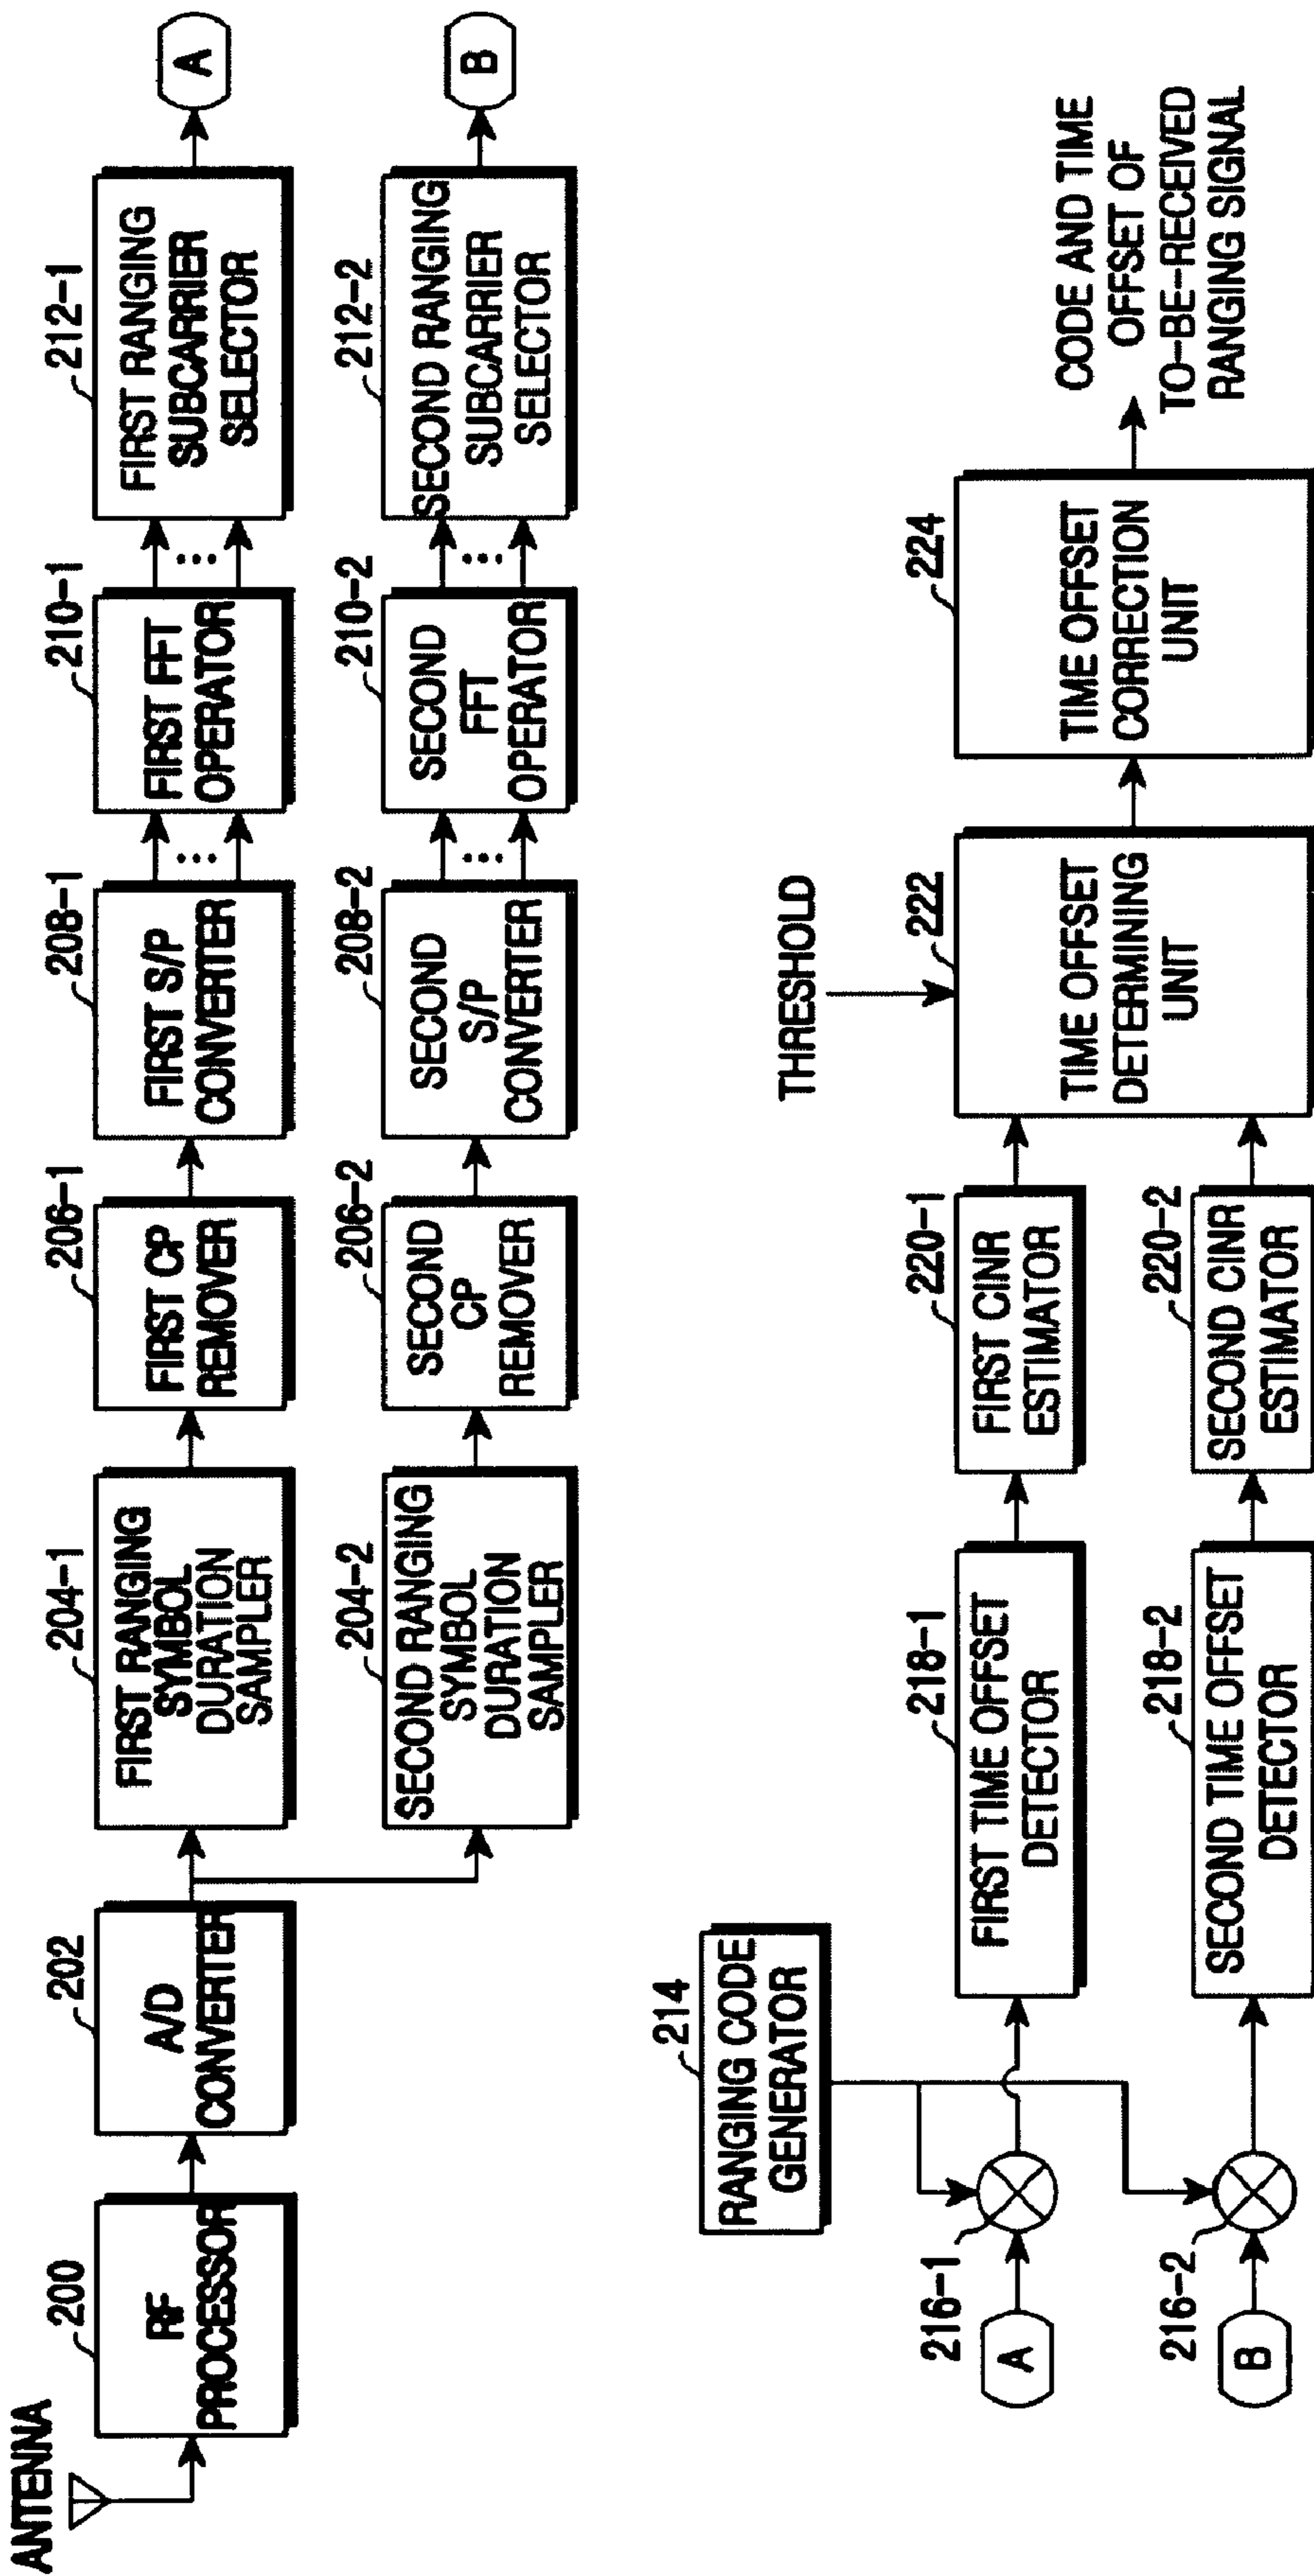 ANTENNA
200
RF
PROCESSOR
202
A/D
CONVERTER
204-1
FIRST RANGING
SYMBOL
DURATION
SAMPLER
206-1
FIRST CP
REMOVER
208-1
FIRST S/P
CONVERTER
...
210-1
FIRST FFT
OPERATOR
...
212-1
FIRST RANGING
SUBCARRIER
SELECTOR
A
204-2
SECOND RANGING
SYMBOL
DURATION
SAMPLER
206-2
SECOND
CP
REMOVER
208-2
SECOND
S/P
CONVERTER
...
210-2
SECOND
FFT
OPERATOR
...
212-2
SECOND RANGING
SUBCARRIER
SELECTOR
B
214
RANGING CODE
GENERATOR
A
216-1
218-1
FIRST TIME OFFSET
DETECTOR
220-1
FIRST CINR
ESTIMATOR
B
216-2
218-2
SECOND TIME OFFSET
DETECTOR
220-2
SECOND CINR
ESTIMATOR
THRESHOLD
222
TIME OFFSET
DETERMINING
UNIT
224
TIME OFFSET
CORRECTION
UNIT
CODE AND TIME
OFFSET OF
TO-BE-RECEIVED
RANGING SIGNAL